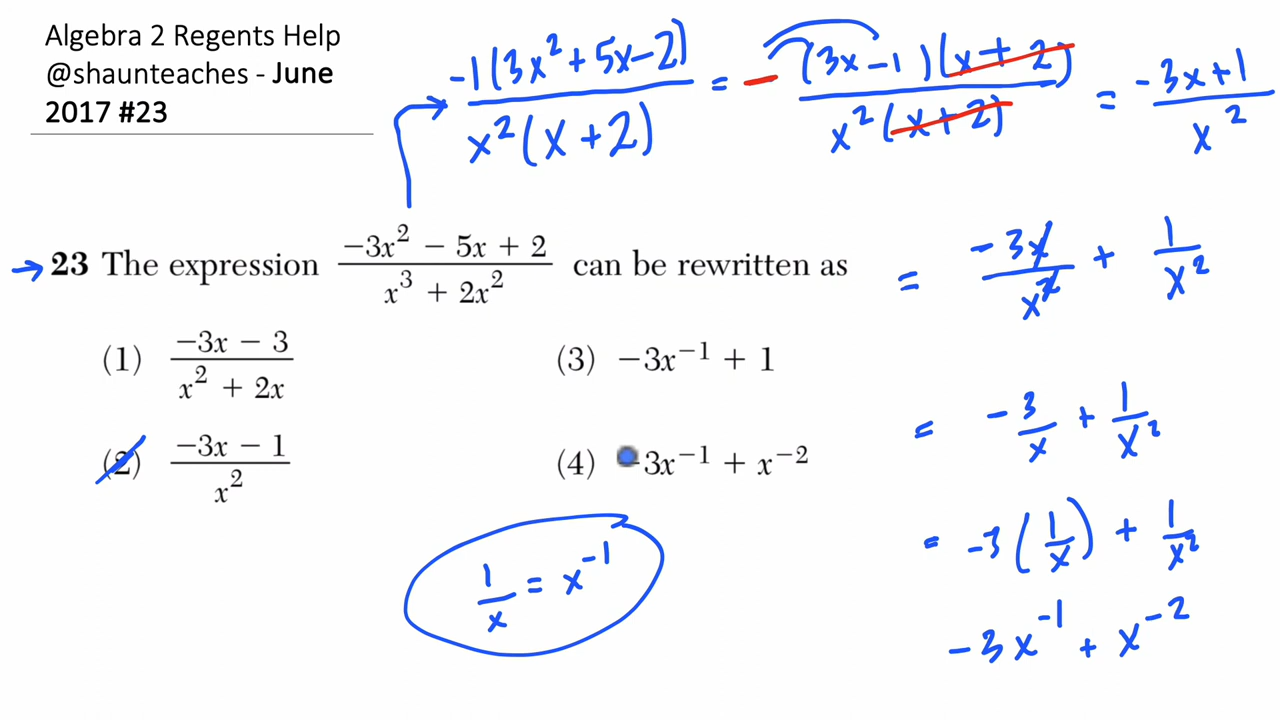 Algebra 2 Regents Help
@shaunteaches - June
2017 #23
-1(3x² + 5x - 2) / x²(x + 2) = - (3x - 1)(x + 2) / x²(x + 2) = -3x + 1 / x²
→ 23 The expression −3x² − 5x + 2 / x³ + 2x² can be rewritten as
= -3x / x² + 1 / x²
(1) −3x − 3 / x² + 2x
(3) −3x⁻¹ + 1
= -3 / x + 1 / x²
(2) −3x − 1 / x²
(4) −3x⁻¹ + x⁻²
= -3(1 / x) + 1 / x²
1 / x = x⁻¹
-3x⁻¹ + x⁻²